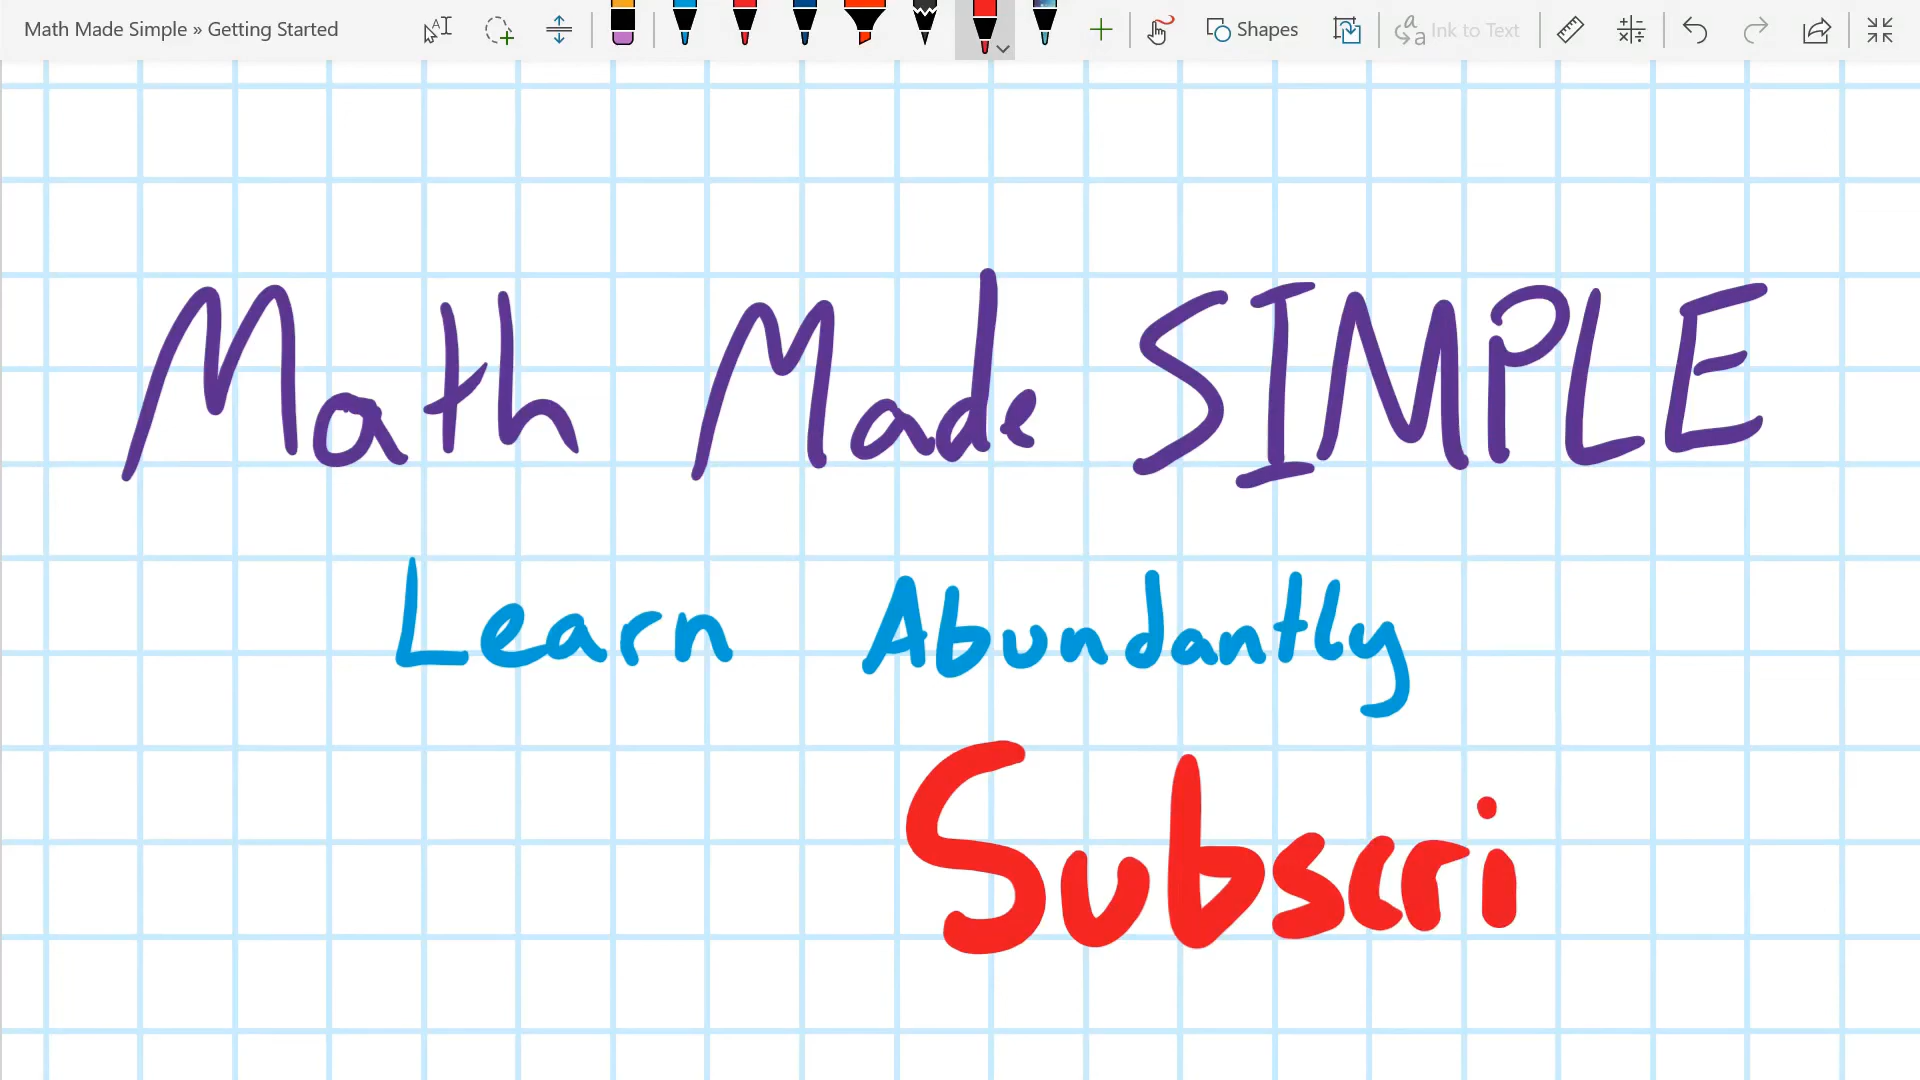 Math Made Simple » Getting Started Shapes Ink to Text
Math Made SIMPLE
Learn Abundantly
Subscri